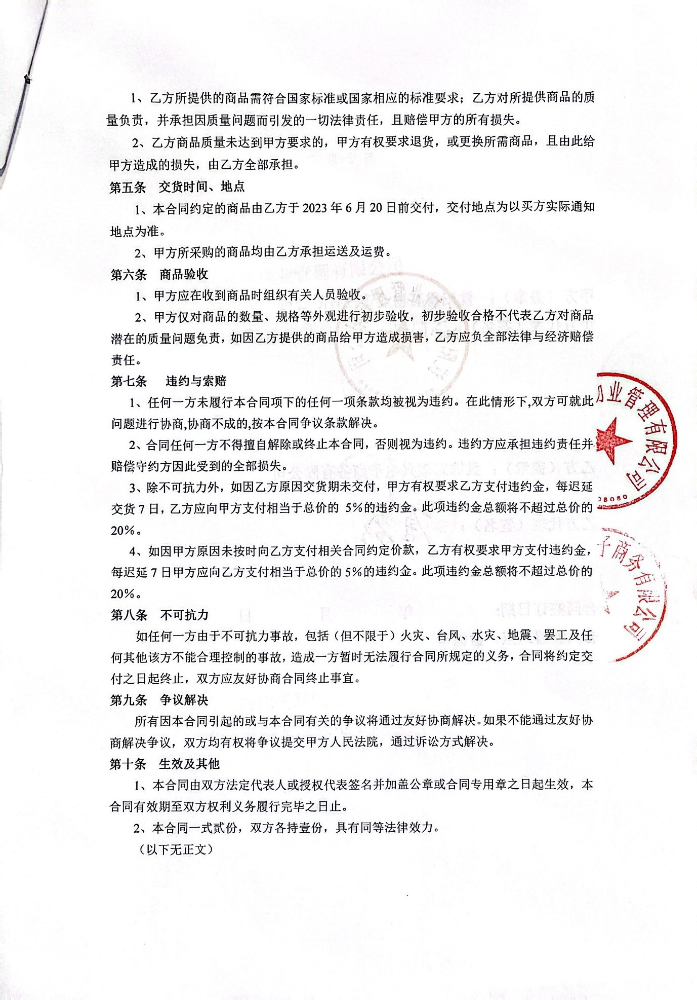 1、乙方所提供的商品需符合国家标准或国家相应的标准要求；乙方对所提供商品的质
量负责，并承担因质量问题而引发的一切法律责任，且赔偿甲方的所有损失。
2、乙方商品质量未达到甲方要求的，甲方有权要求退货，或更换所需商品，且由此给
甲方造成的损失，由乙方全部承担。
第五条 交货时间、地点
1、本合同约定的商品由乙方于 2023 年 6 月 20 日前交付，交付地点为以买方实际通知
地点为准。
2、甲方所采购的商品均由乙方承担运送及运费。
第六条 商品验收
1、甲方应在收到商品时组织有关人员验收。
2、甲方仅对商品的数量、规格等外观进行初步验收，初步验收合格不代表乙方对商品
潜在的质量问题免责，如因乙方提供的商品给甲方造成损害，乙方应负全部法律与经济赔偿
责任。
第七条 违约与索赔
1、任何一方未履行本合同项下的任何一项条款均被视为违约。在此情形下,双方可就此
问题进行协商,协商不成的,按本合同争议条款解决。
2、合同任何一方不得擅自解除或终止本合同，否则视为违约。违约方应承担违约责任并
赔偿守约方因此受到的全部损失。
3、除不可抗力外，如因乙方原因交货期未交付，甲方有权要求乙方支付违约金，每迟延
交货 7 日，乙方应向甲方支付相当于总价的 5%的违约金。此项违约金总额将不超过总价的
20%。
4、如因甲方原因未按时向乙方支付相关合同约定价款，乙方有权要求甲方支付违约金，
每迟延 7 日甲方应向乙方支付相当于总价的 5%的违约金。此项违约金总额将不超过总价的
20%。
第八条 不可抗力
如任何一方由于不可抗力事故，包括（但不限于）火灾、台风、水灾、地震、罢工及任
何其他该方不能合理控制的事故，造成一方暂时无法履行合同所规定的义务，合同将约定交
付之日起终止，双方应友好协商合同终止事宜。
第九条 争议解决
所有因本合同引起的或与本合同有关的争议将通过友好协商解决。如果不能通过友好协
商解决争议，双方均有权将争议提交甲方人民法院，通过诉讼方式解决。
第十条 生效及其他
1、本合同由双方法定代表人或授权代表签名并加盖公章或合同专用章之日起生效，本
合同有效期至双方权利义务履行完毕之日止。
2、本合同一式贰份，双方各持壹份，具有同等法律效力。
（以下无正文）
业管理有限公司
08080
子商务有限公司